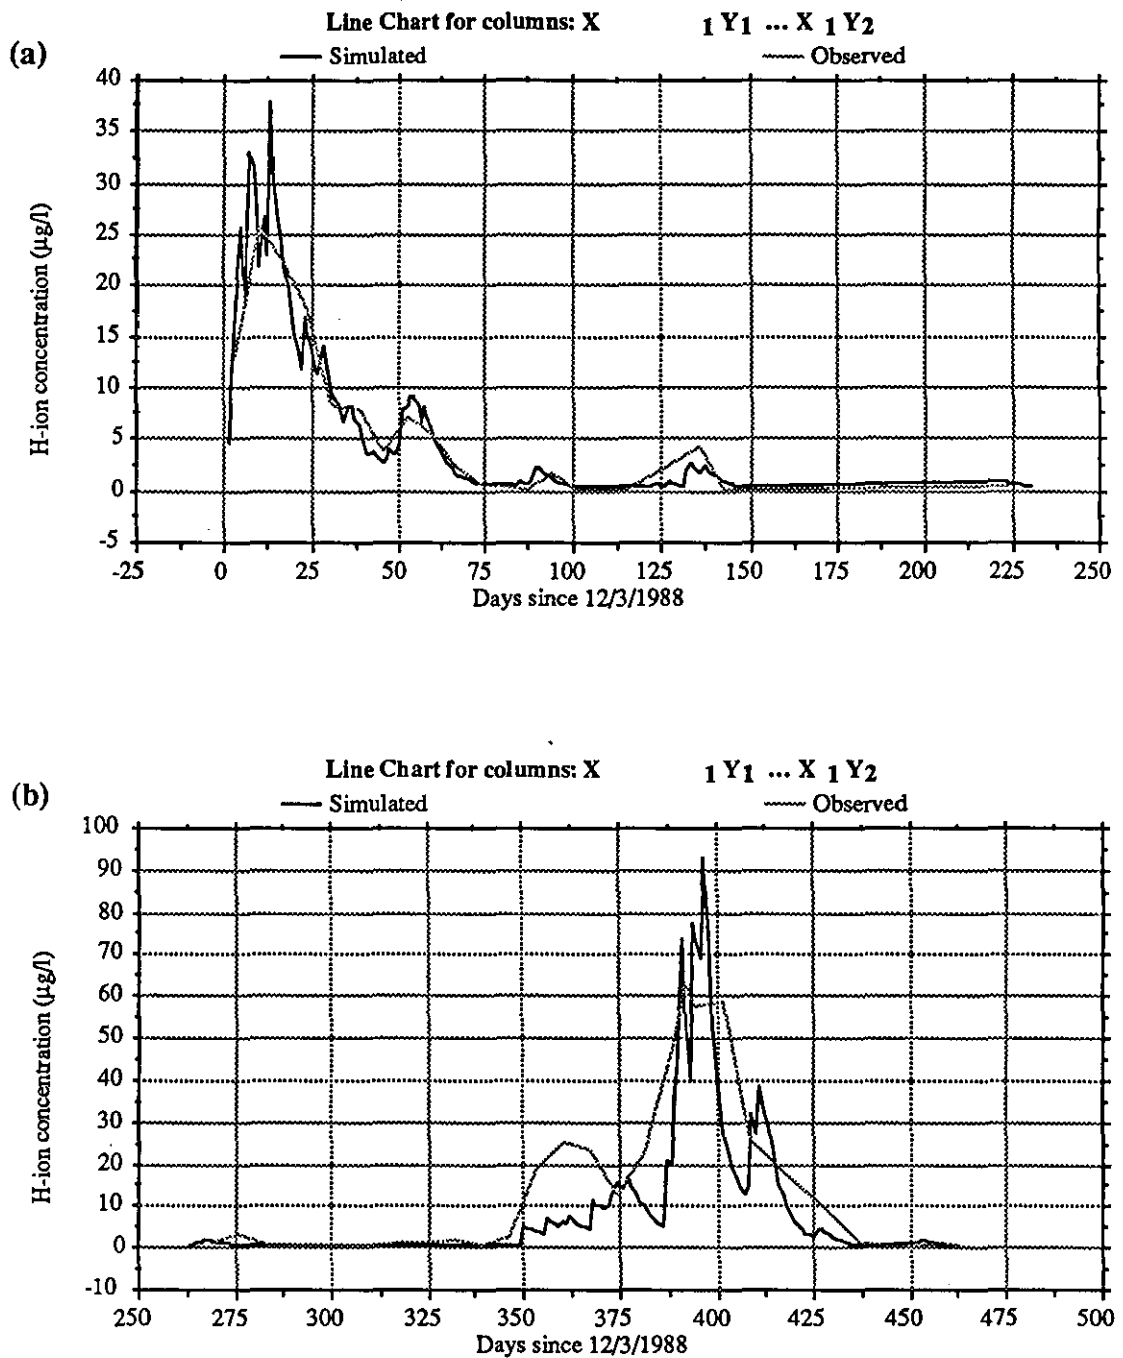 Line Chart for columns: X 1 Y1 ... X 1 Y2
(a)
Simulated Observed
40
35
30
25
20
15
10
5
0
-5
H-ion concentration (µg/l)
-25 0 25 50 75 100 125 150 175 200 225 250
Days since 12/3/1988
Line Chart for columns: X 1 Y1 ... X 1 Y2
(b)
Simulated Observed
100
90
80
70
60
50
40
30
20
10
0
-10
H-ion concentration (µg/l)
250 275 300 325 350 375 400 425 450 475 500
Days since 12/3/1988